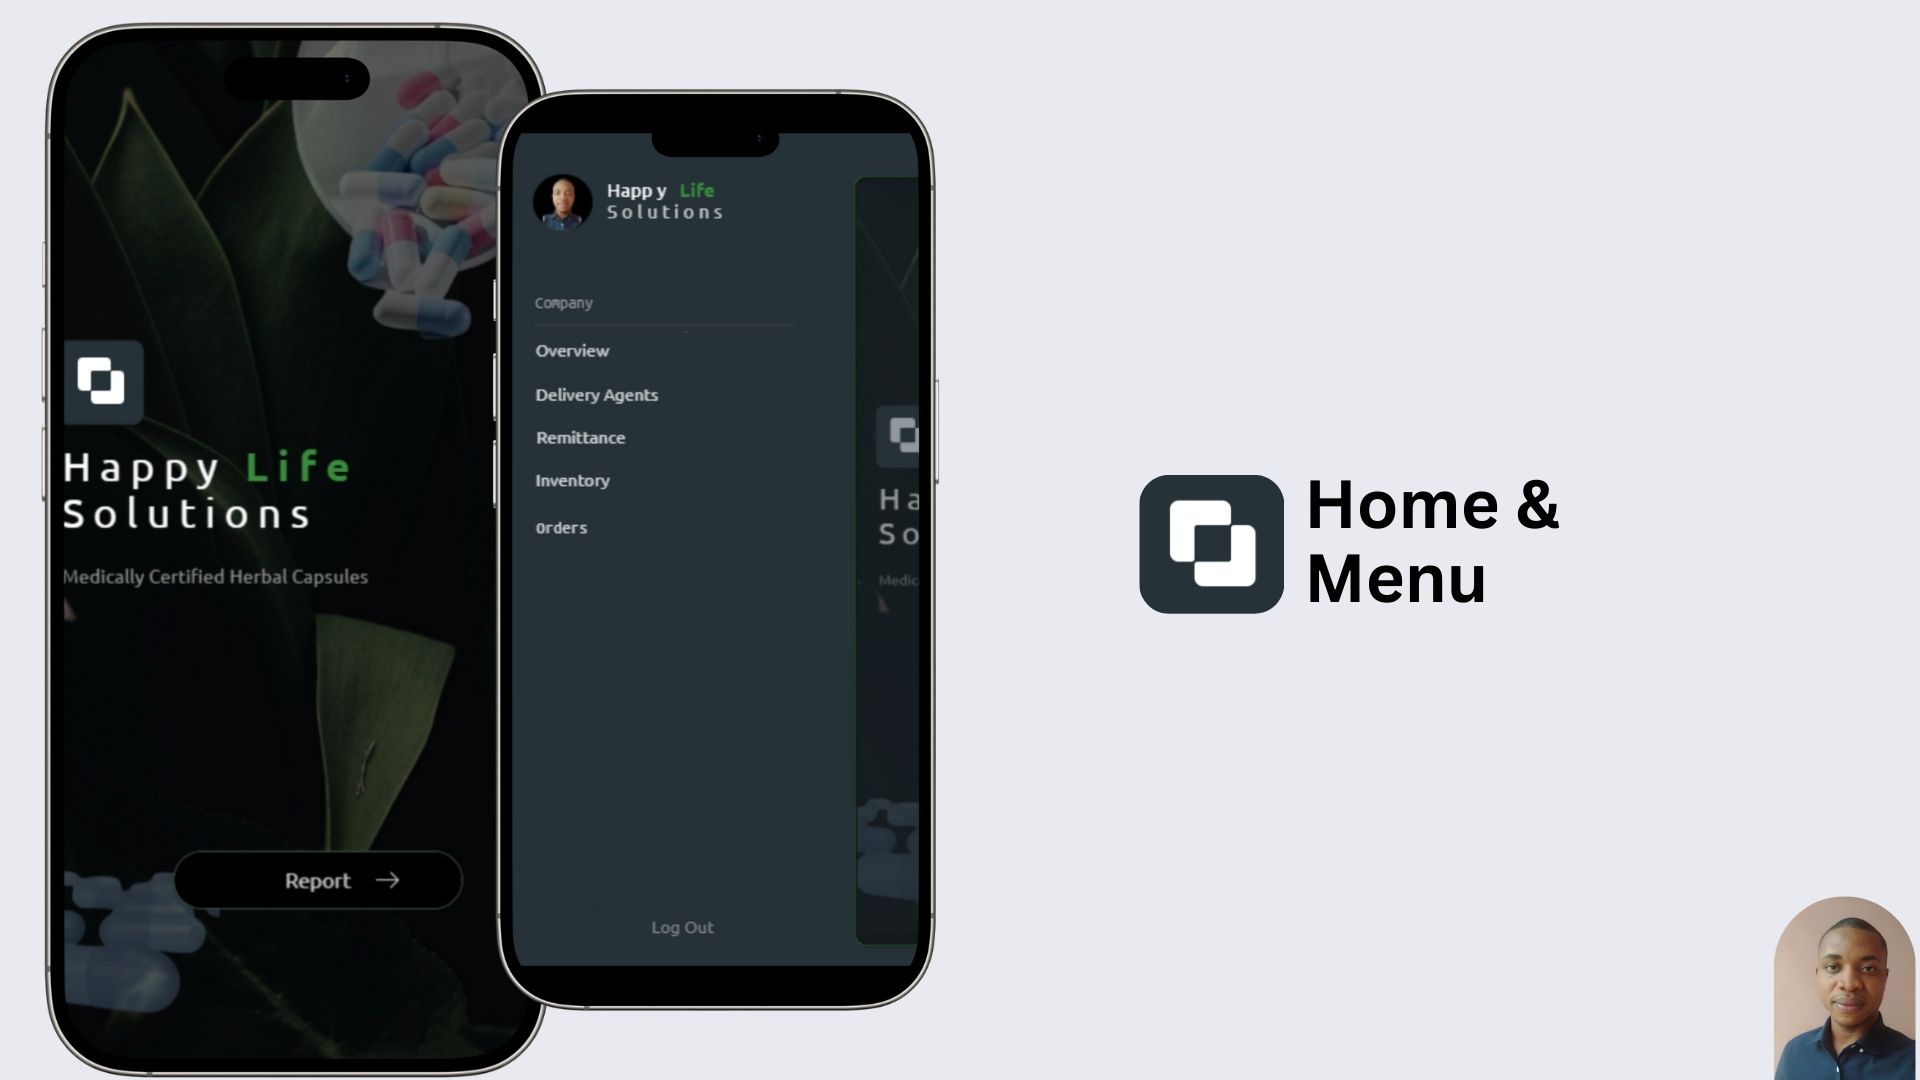 Happy Life
Solutions
Medically Certified Herbal Capsules
Report
Happy Life
Solutions
Company
Overview
Delivery Agents
Remittance
Inventory
Orders
Log Out
Ha
So
Medic
Home &
Menu